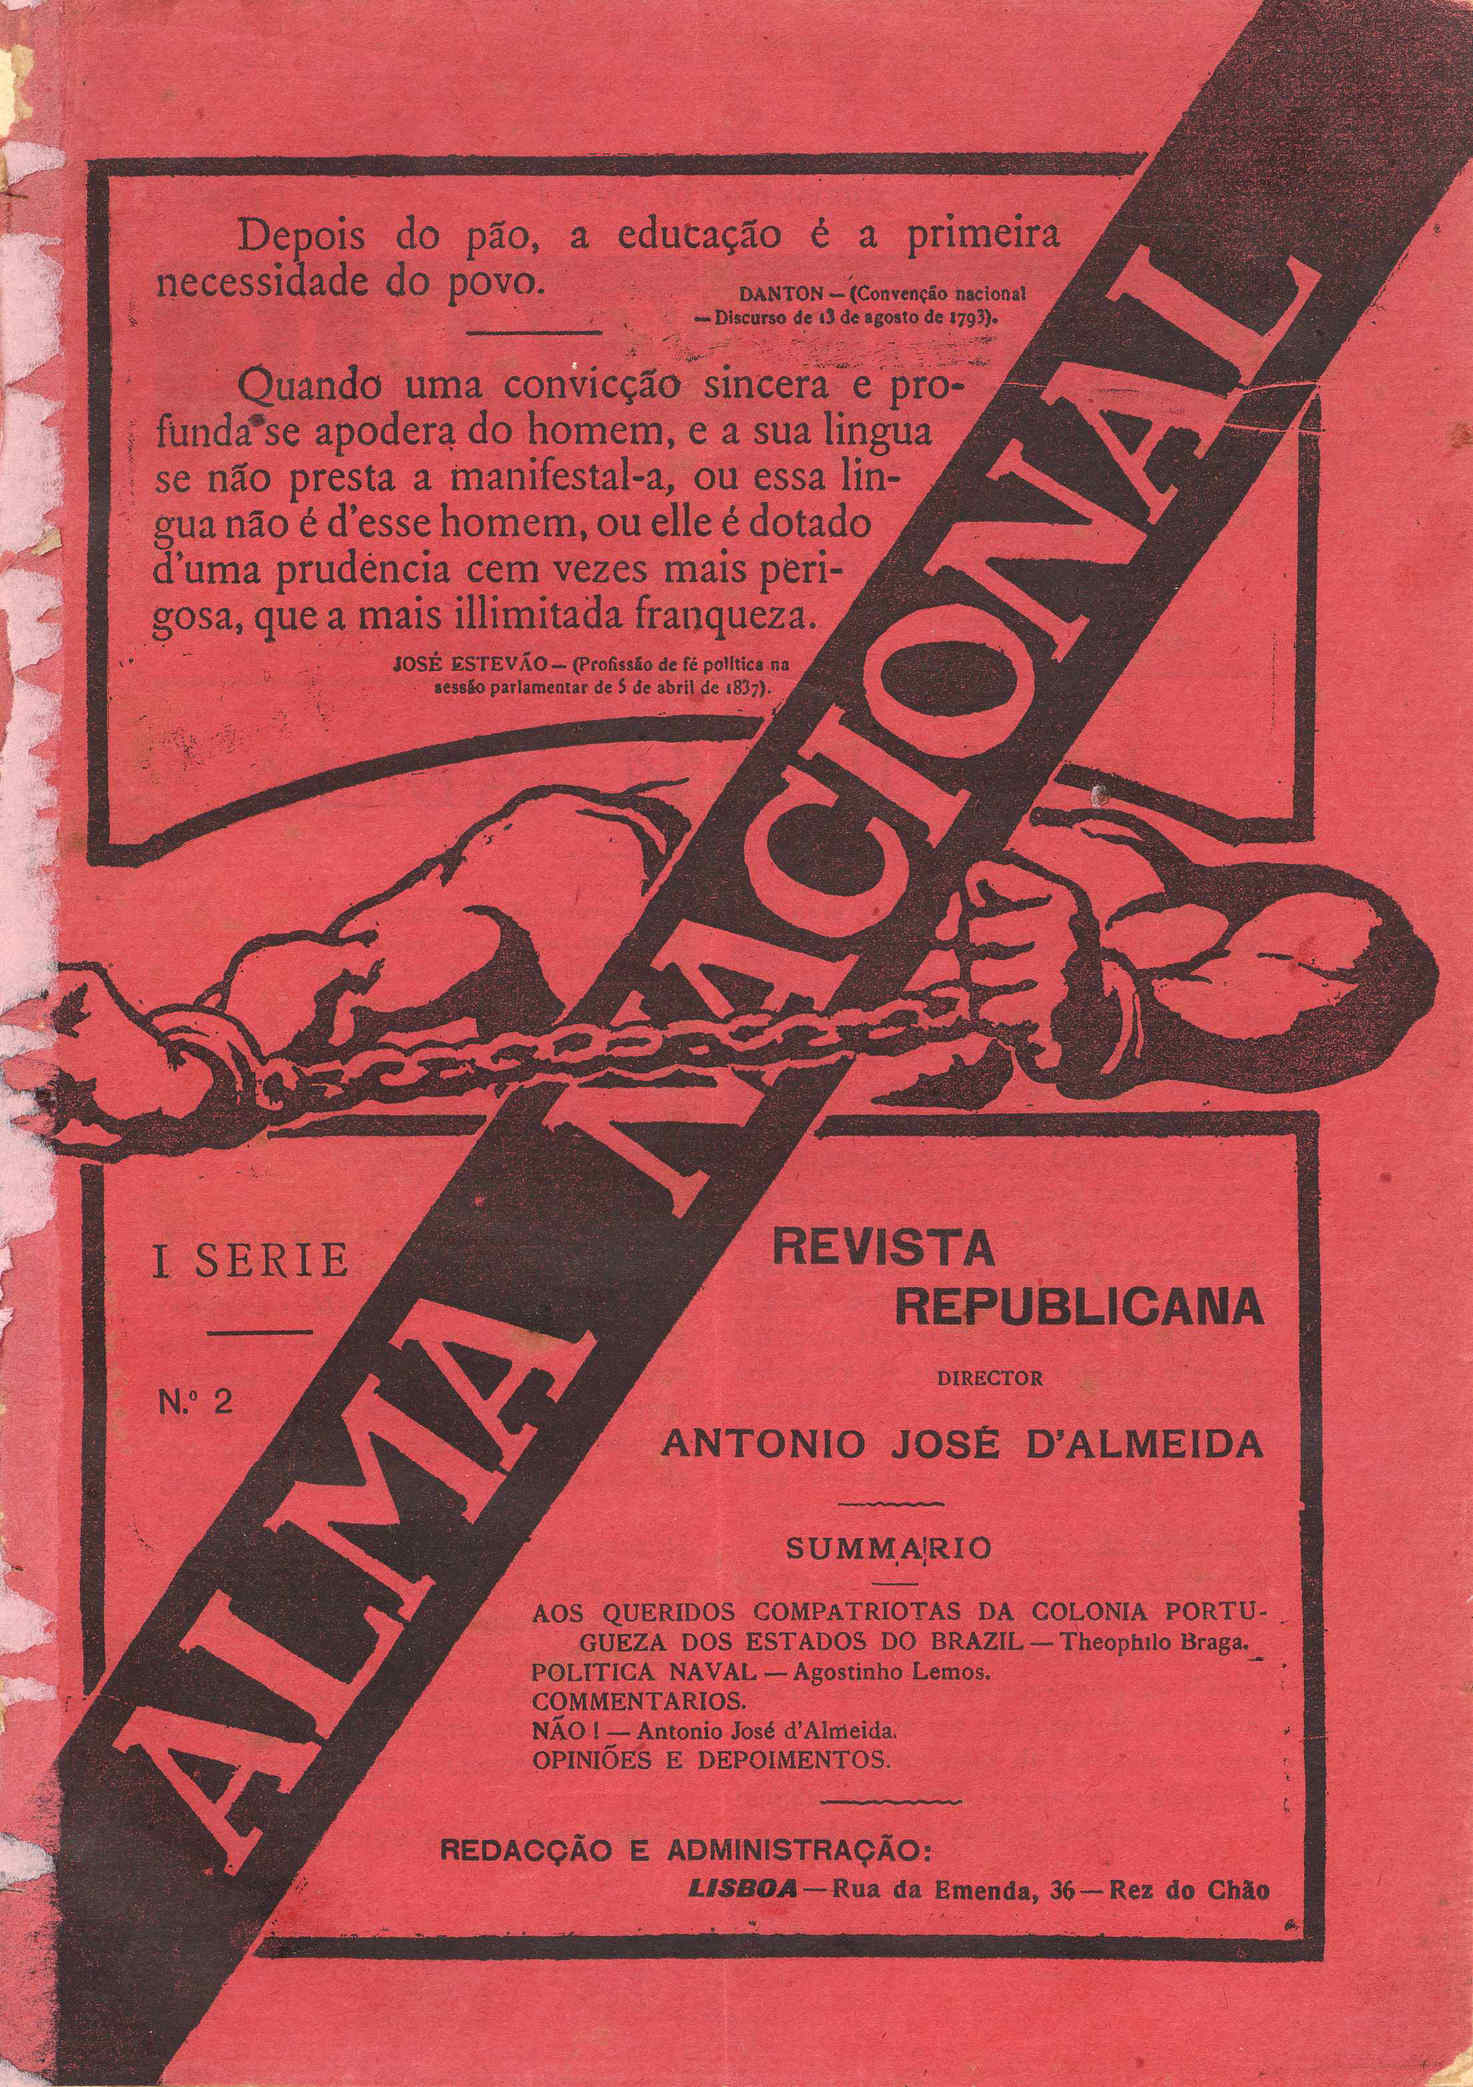 Depois do pão, a educação é a primeira
necessidade do povo.
DANTON — (Convenção nacional
— Discurso de 13 de agosto de 1793).
Quando uma convicção sincera e pro-
funda se apodera do homem, e a sua lingua
se não presta a manifestal-a, ou essa lin-
gua não é d'esse homem, ou elle é dotado
d'uma prudència cem vezes mais peri-
gosa, que a mais illimitada franqueza.
JOSÉ ESTEVÃO — (Profissão de fé politica na
sessão parlamentar de 5 de abril de 1837).
ALMA NACIONAL
I SERIE
N.º 2
REVISTA
REPUBLICANA
DIRECTOR
ANTONIO JOSÉ D'ALMEIDA
SUMMARIO
AOS QUERIDOS COMPATRIOTAS DA COLONIA PORTU-
GUEZA DOS ESTADOS DO BRAZIL — Theophilo Braga.
POLITICA NAVAL — Agostinho Lemos.
COMMENTARIOS.
NÃO ! — Antonio José d'Almeida.
OPINIÕES E DEPOIMENTOS.
REDACÇÃO E ADMINISTRAÇÃO:
LISBOA — Rua da Emenda, 36 — Rez do Chão